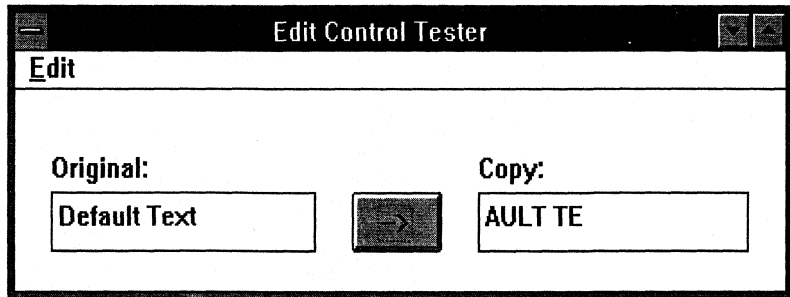 Edit Control Tester
Edit
Original:
Copy:
Default Text
->
AULT TE